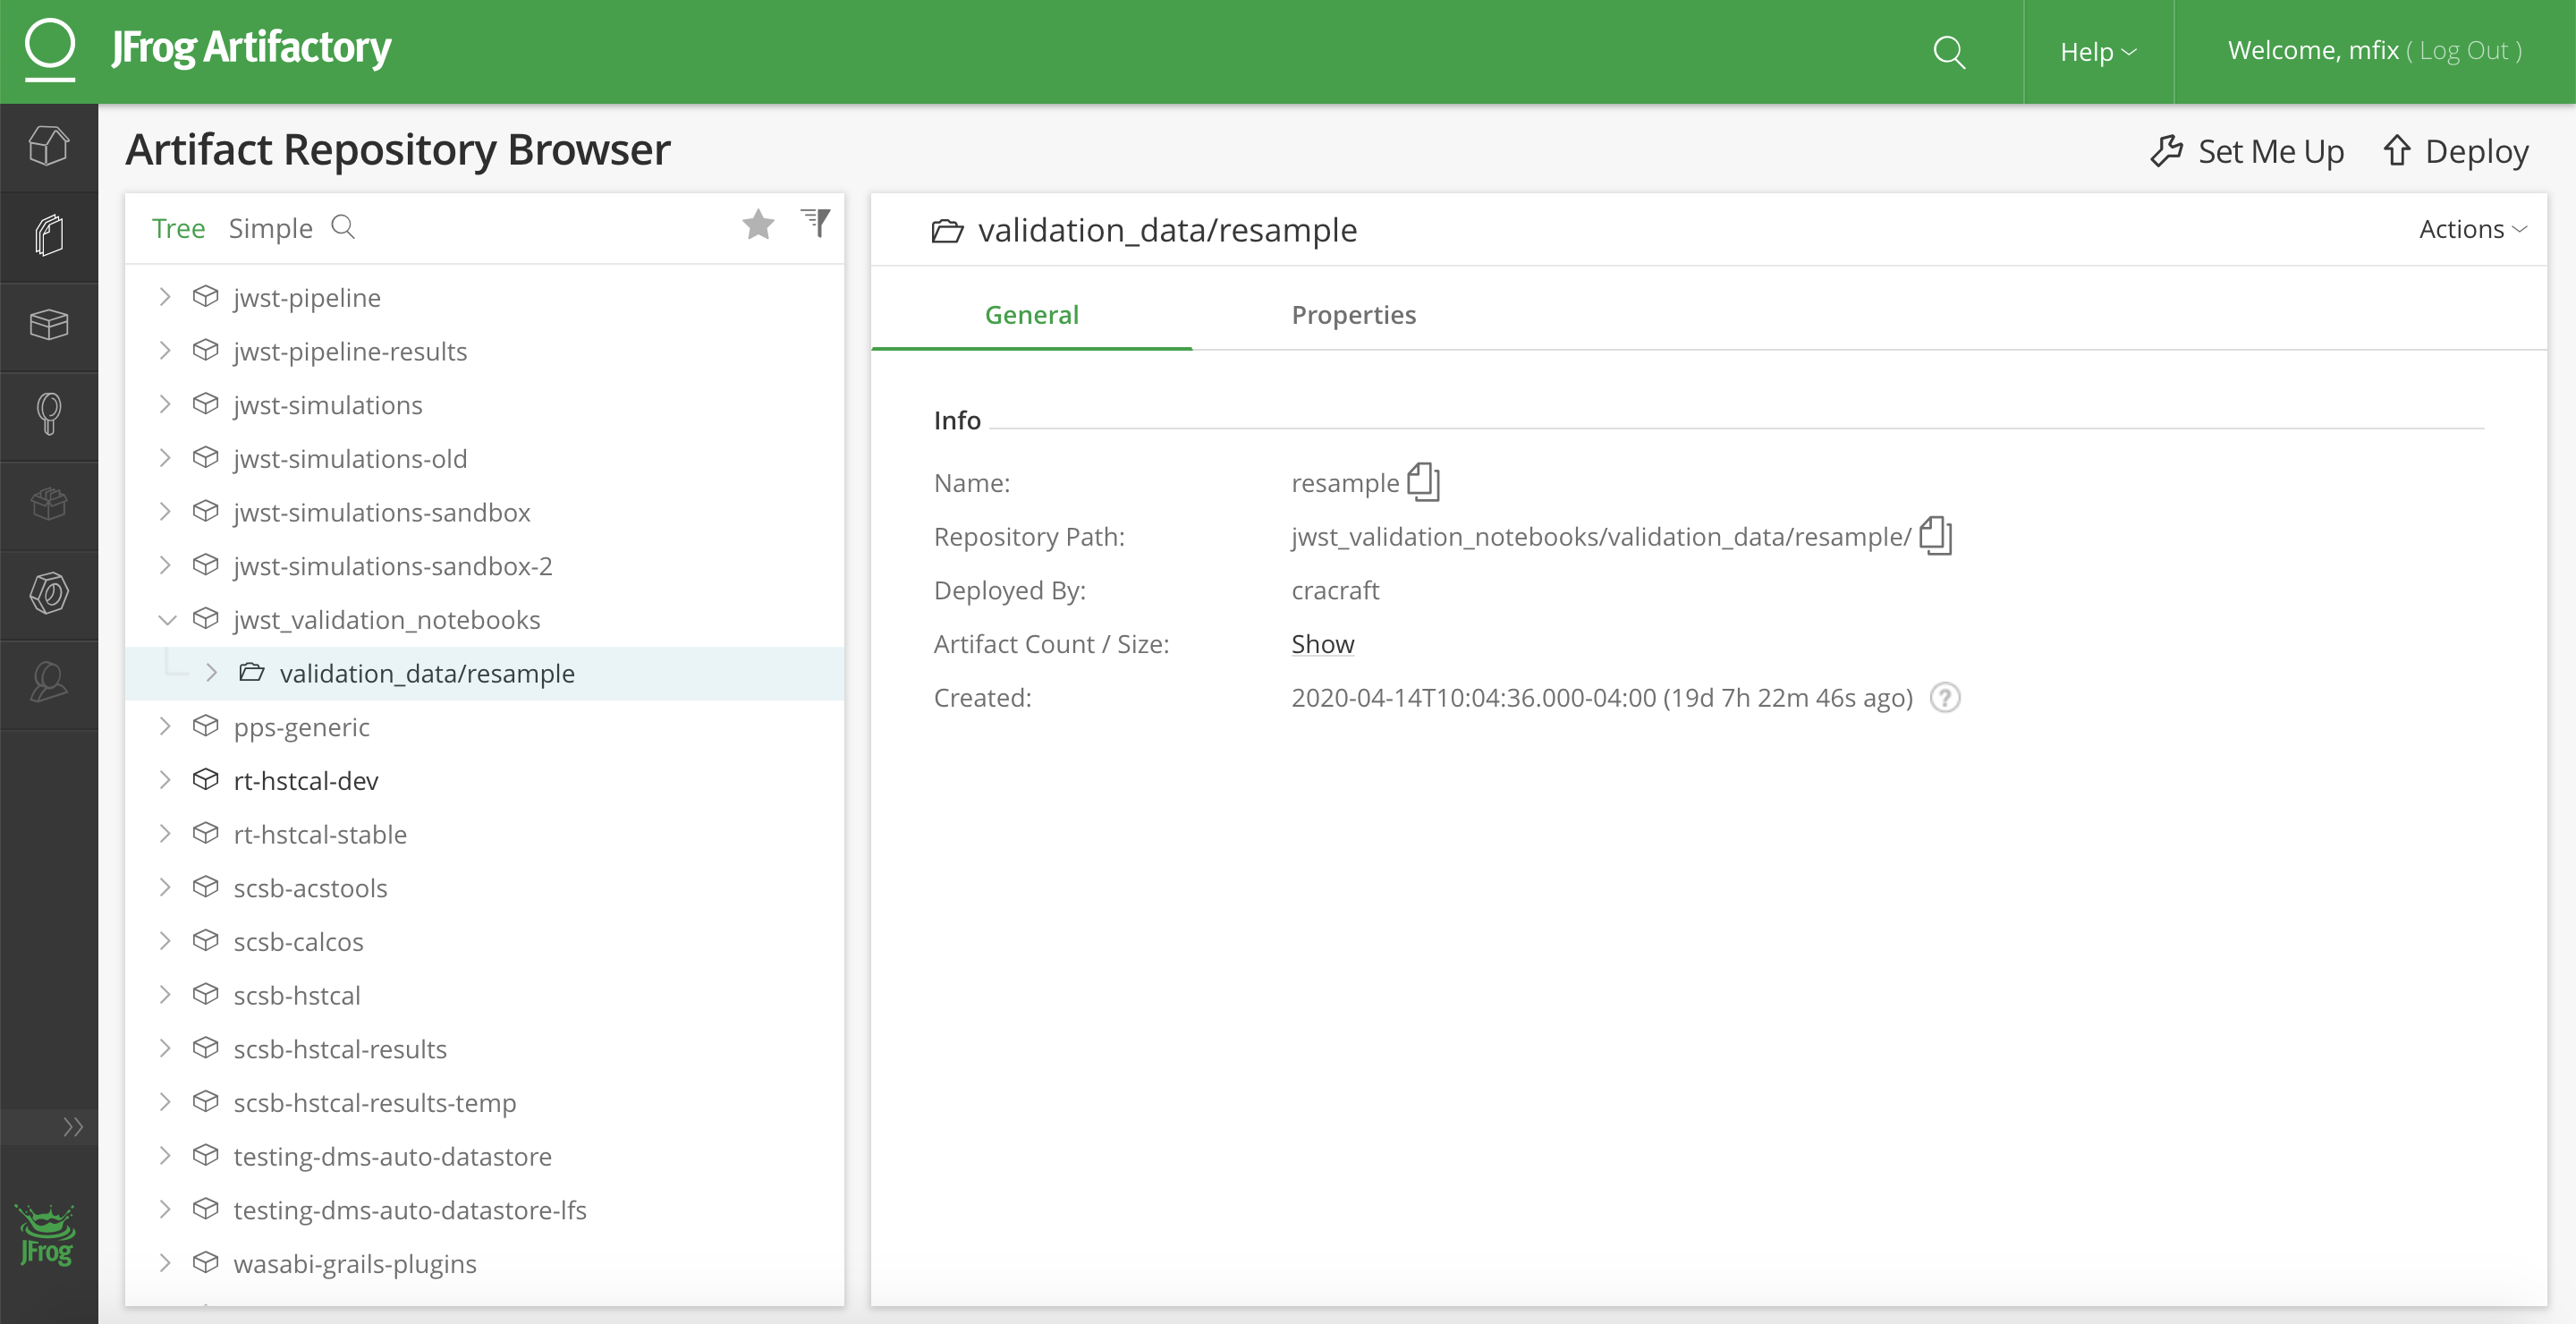 JFrog Artifactory
Help
Welcome, mfix ( Log Out )
Artifact Repository Browser
Set Me Up
Deploy
Tree Simple
jwst-pipeline
jwst-pipeline-results
jwst-simulations
jwst-simulations-old
jwst-simulations-sandbox
jwst-simulations-sandbox-2
jwst_validation_notebooks
validation_data/resample
pps-generic
rt-hstcal-dev
rt-hstcal-stable
scsb-acstools
scsb-calcos
scsb-hstcal
scsb-hstcal-results
scsb-hstcal-results-temp
testing-dms-auto-datastore
testing-dms-auto-datastore-lfs
wasabi-grails-plugins
validation_data/resample
Actions
General Properties
Info
Name: resample
Repository Path: jwst_validation_notebooks/validation_data/resample/
Deployed By: cracraft
Artifact Count / Size: Show
Created: 2020-04-14T10:04:36.000-04:00 (19d 7h 22m 46s ago) ?
JFrog